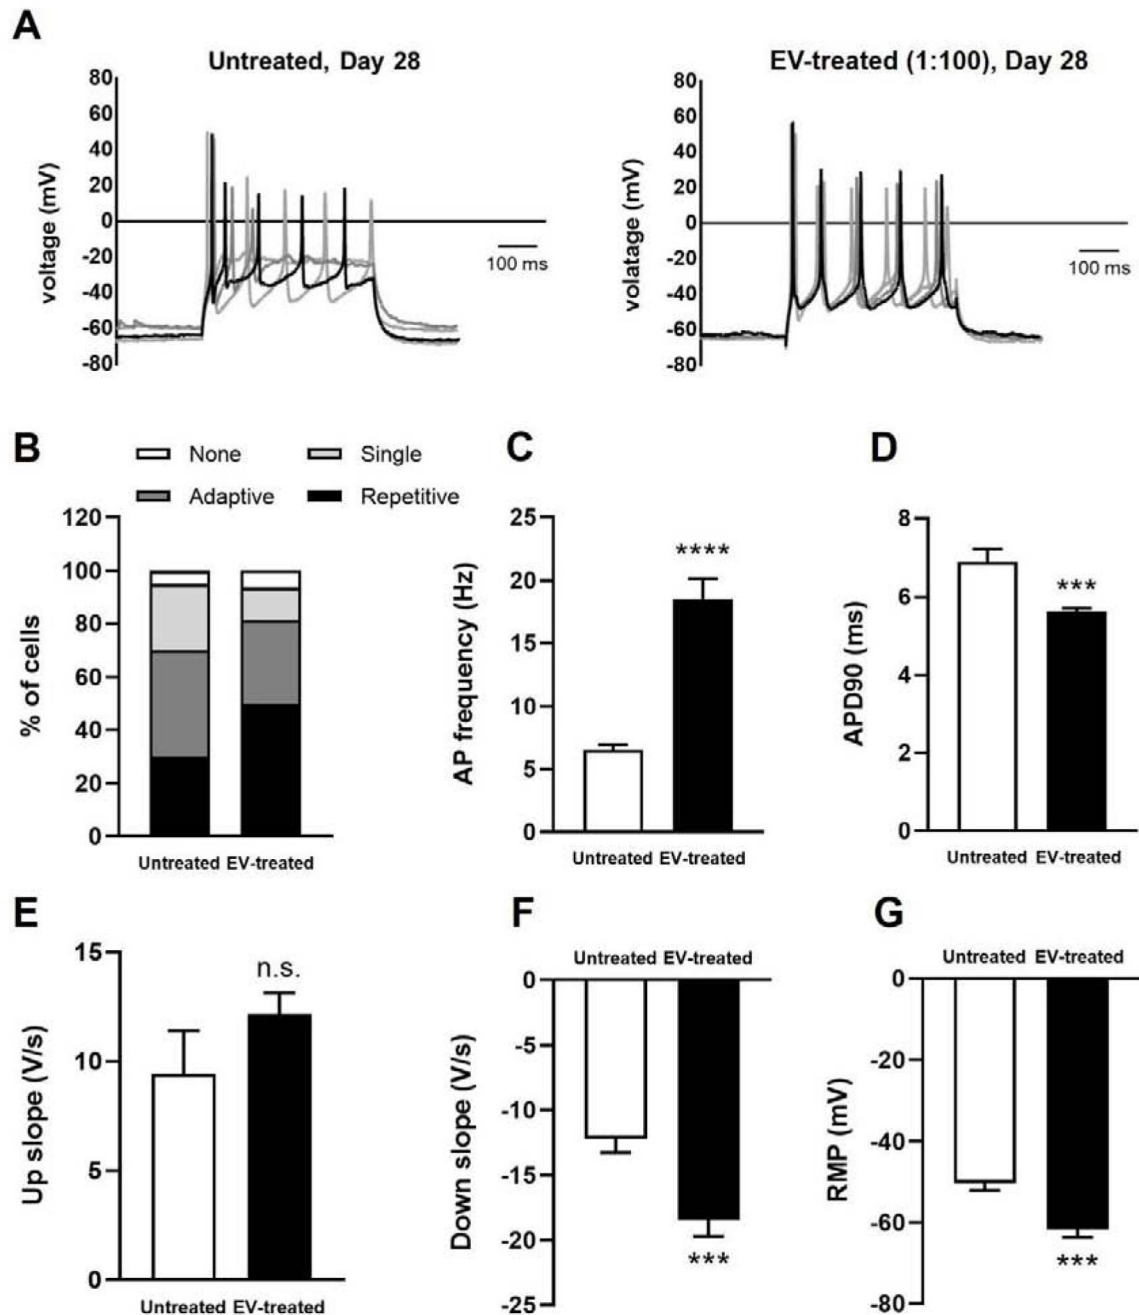 A
Untreated, Day 28
EV-treated (1:100), Day 28
voltage (mV)
80
60
40
20
0
-20
-40
-60
-80
100 ms
volatage (mV)
80
60
40
20
0
-20
-40
-60
-80
100 ms
B
None
Single
Adaptive
Repetitive
% of cells
120
100
80
60
40
20
0
Untreated EV-treated
C
AP frequency (Hz)
25
20
15
10
5
0
****
Untreated EV-treated
D
APD90 (ms)
8
6
4
2
0
***
Untreated EV-treated
E
Up slope (V/s)
15
10
5
0
n.s.
Untreated EV-treated
F
Untreated EV-treated
Down slope (V/s)
0
-5
-10
-15
-20
-25
***
G
Untreated EV-treated
RMP (mV)
0
-20
-40
-60
-80
***